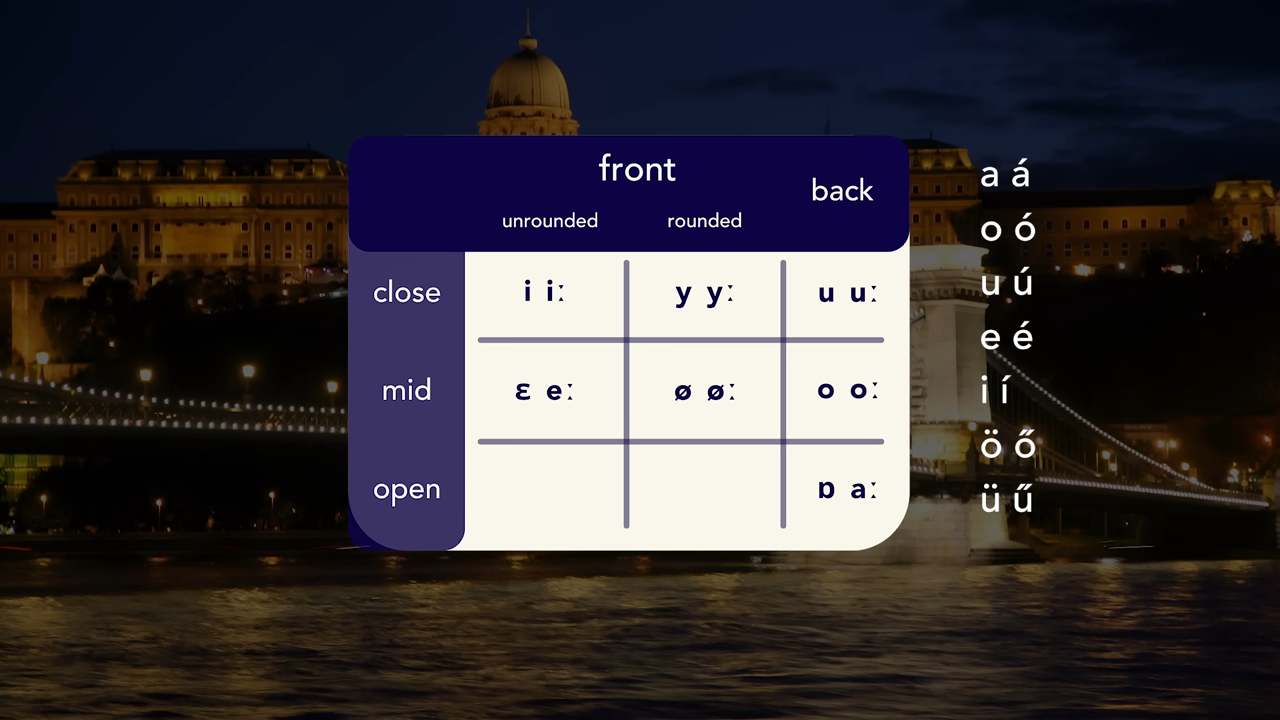 front
back
unrounded rounded
close i iː y yː u uː
mid ɛ eː ø øː o oː
open ɒ aː
a á
o ó
u ú
e é
i í
ö ő
ü ű